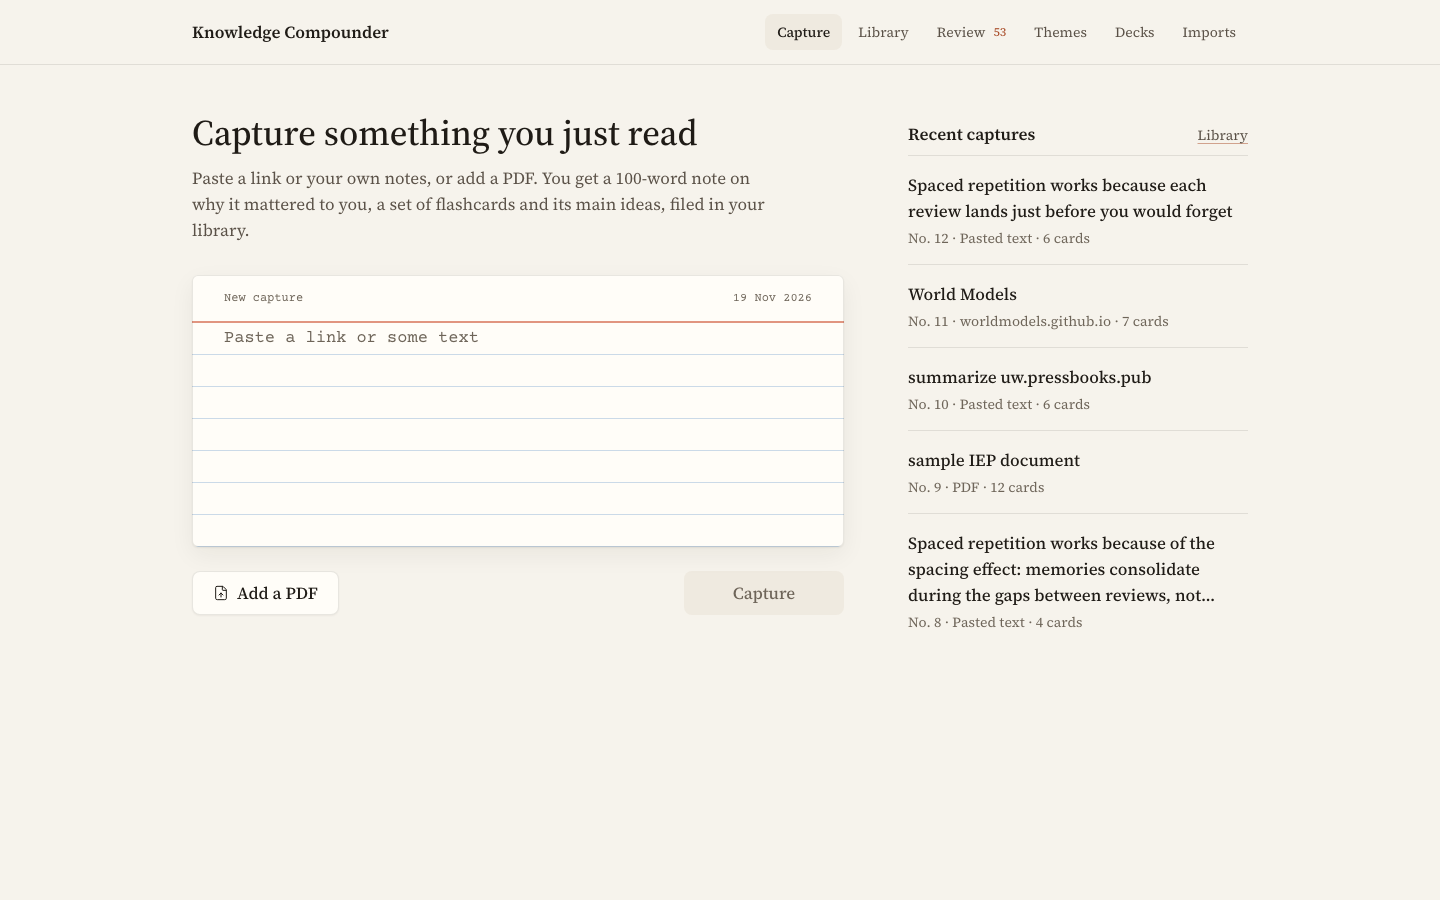 Knowledge Compounder
Capture
Library
Review 53
Themes
Decks
Imports
Capture something you just read
Paste a link or your own notes, or add a PDF. You get a 100-word note on
why it mattered to you, a set of flashcards and its main ideas, filed in your
library.
New capture
19 Nov 2026
Paste a link or some text
Add a PDF
Capture
Recent captures
Library
Spaced repetition works because each
review lands just before you would forget
No. 12 · Pasted text · 6 cards
World Models
No. 11 · worldmodels.github.io · 7 cards
summarize uw.pressbooks.pub
No. 10 · Pasted text · 6 cards
sample IEP document
No. 9 · PDF · 12 cards
Spaced repetition works because of the
spacing effect: memories consolidate
during the gaps between reviews, not...
No. 8 · Pasted text · 4 cards